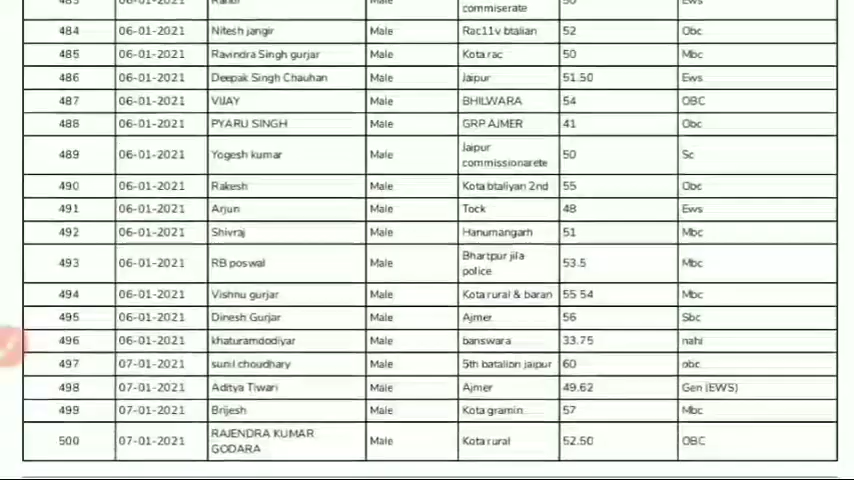 commiserate
484 06-01-2021 Nitesh jangir Male Rac11v btalian 52 Obc
485 06-01-2021 Ravindra Singh gurjar Male Kota rac 50 Mbc
486 06-01-2021 Deepak Singh Chauhan Male Jaipur 51.50 Ews
487 06-01-2021 VIJAY Male BHILWARA 54 OBC
488 06-01-2021 PYARU SINGH Male GRP AJMER 41 Obc
489 06-01-2021 Yogesh kumar Male Jaipur commissionarete 50 Sc
490 06-01-2021 Rakesh Male Kota btaliyan 2nd 55 Obc
491 06-01-2021 Arjun Male Tock 48 Ews
492 06-01-2021 Shivraj Male Hanumangarh 51 Mbc
493 06-01-2021 RB poswal Male Bhartpur jila police 53.5 Mbc
494 06-01-2021 Vishnu gurjar Male Kota rural & baran 55 54 Mbc
495 06-01-2021 Dinesh Gurjar Male Ajmer 56 Sbc
496 06-01-2021 khaturamdodiyar Male banswara 33.75 nahi
497 07-01-2021 sunil choudhary Male 5th batalion jaipur 60 obc
498 07-01-2021 Aditya Tiwari Male Ajmer 49.62 Gen (EWS)
499 07-01-2021 Brijesh Male Kota gramin 57 Mbc
500 07-01-2021 RAJENDRA KUMAR GODARA Male Kota rural 52.50 OBC